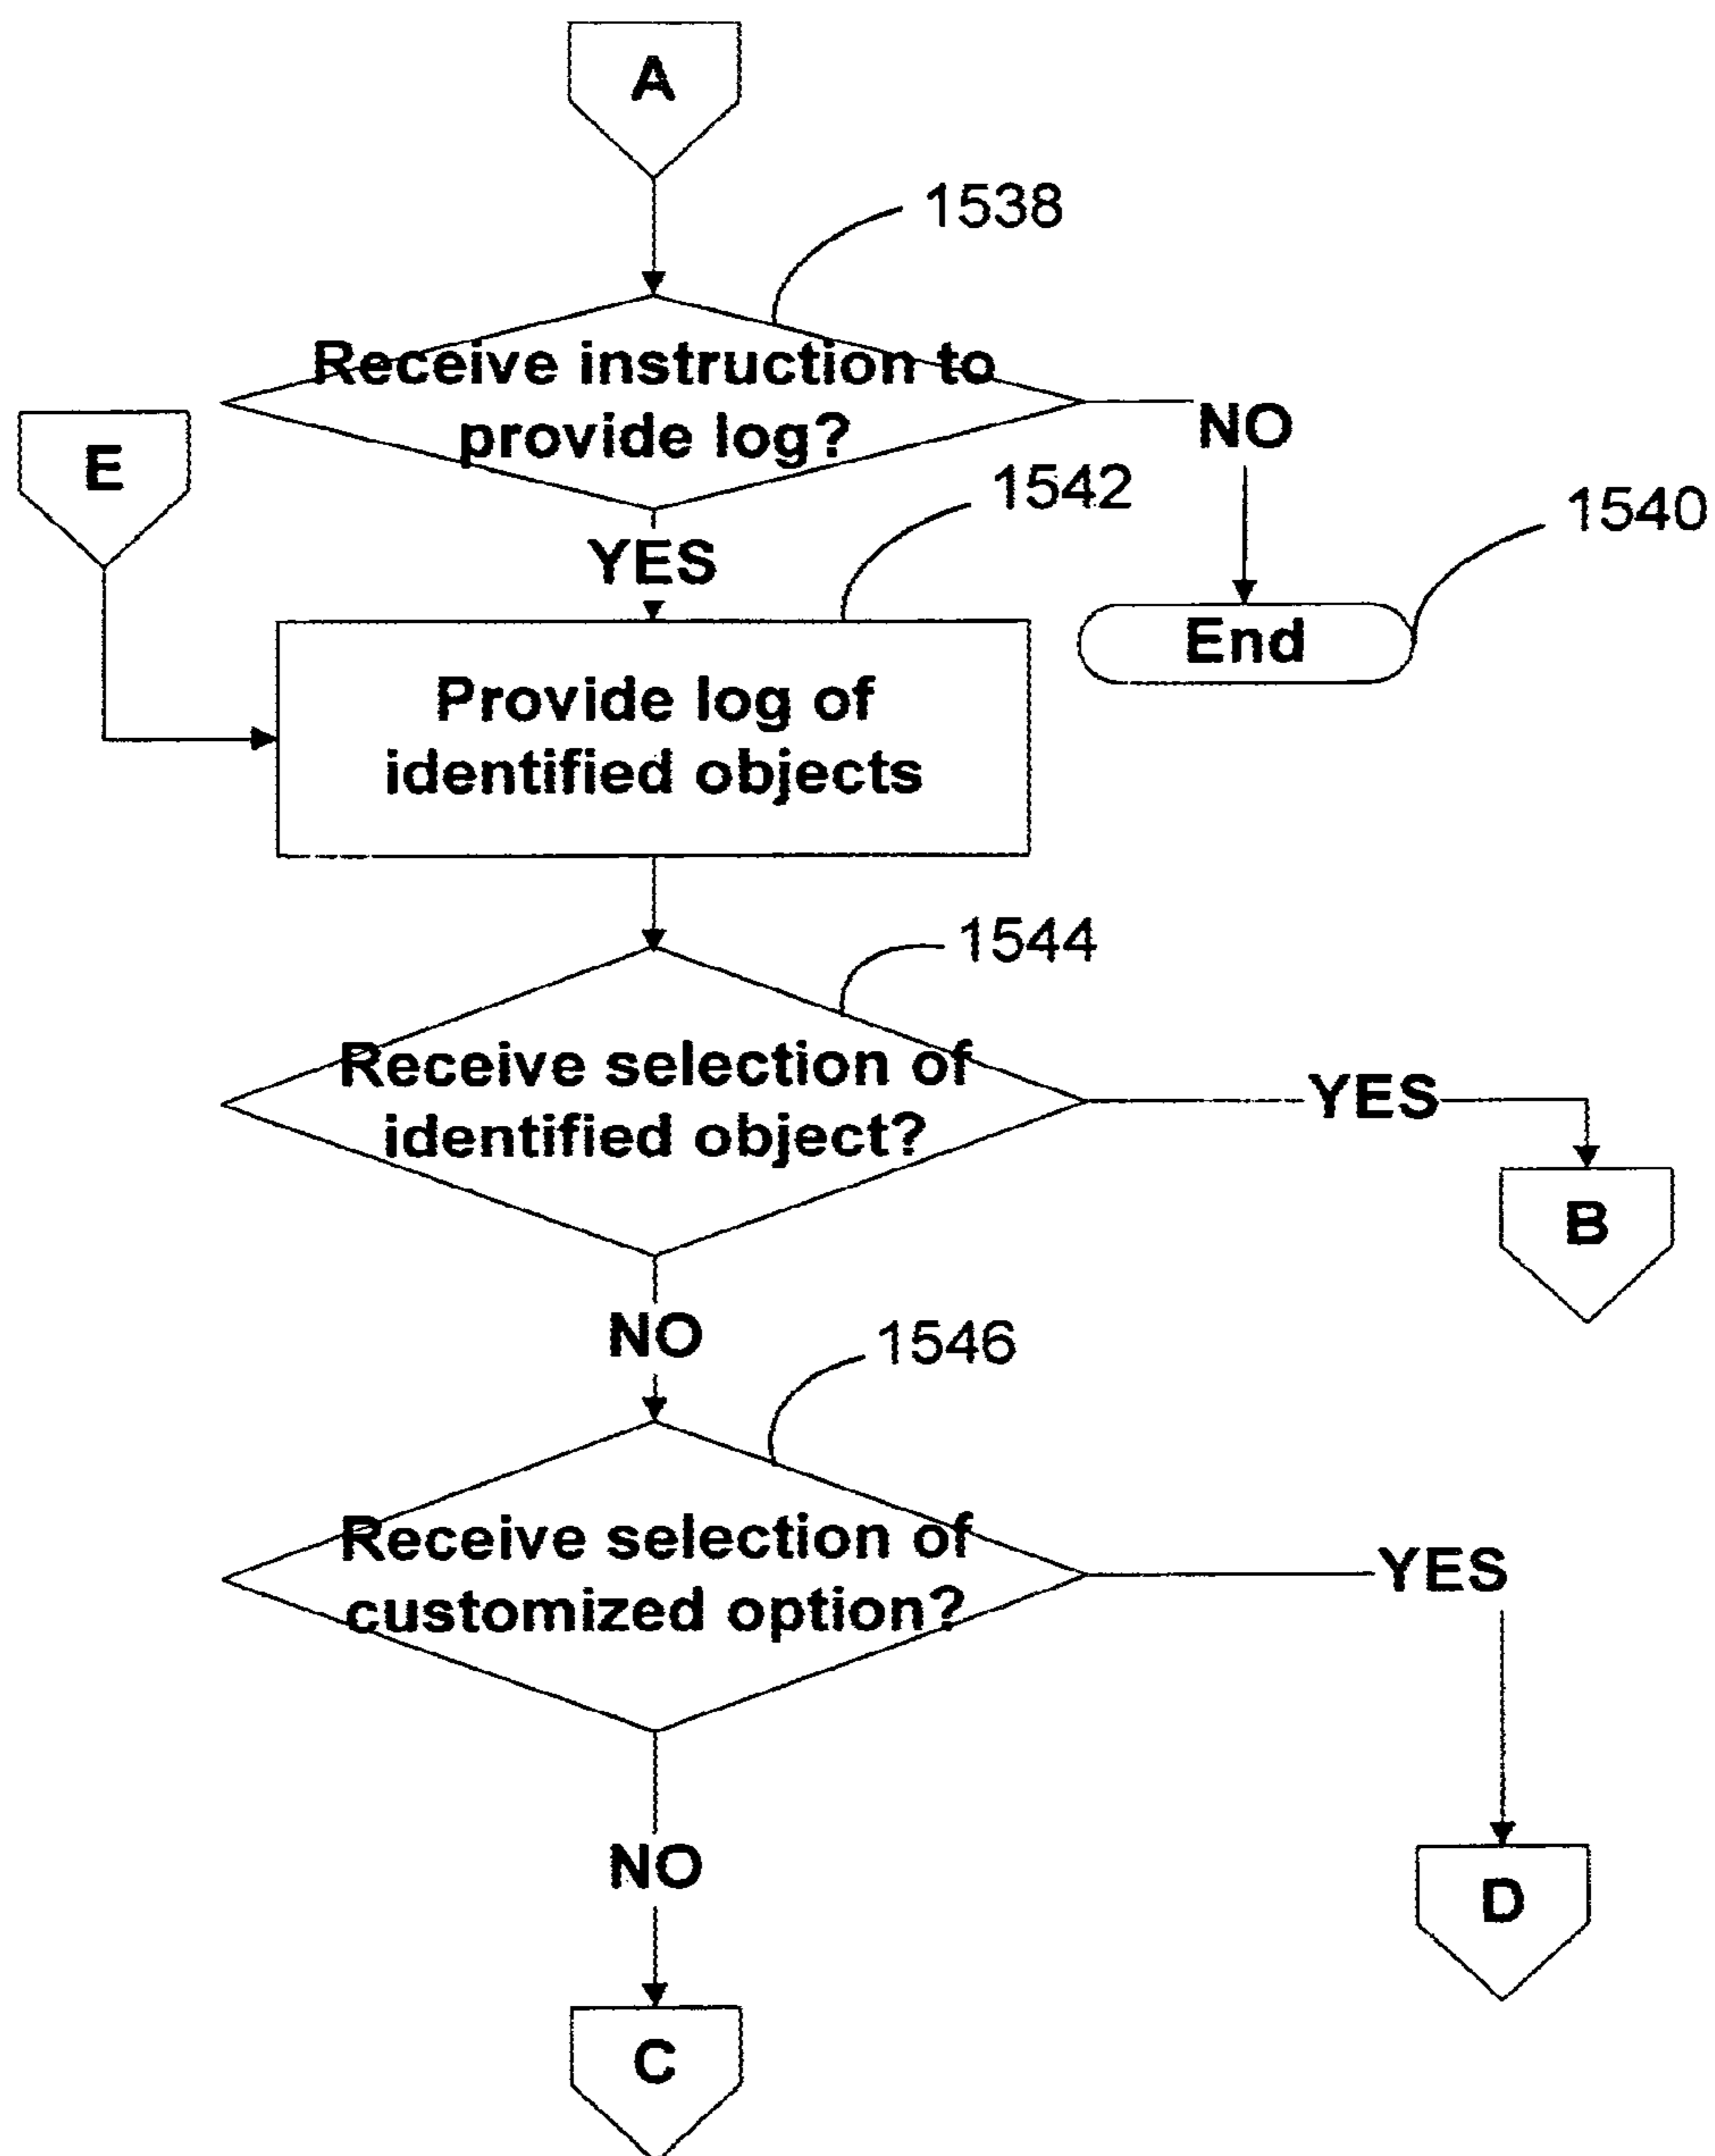 A
1538
Receive instruction to
provide log?
NO
E
1542
1540
YES
End
Provide log of
identified objects
1544
Receive selection of
identified object?
YES
B
NO
1546
Receive selection of
customized option?
YES
NO
D
C